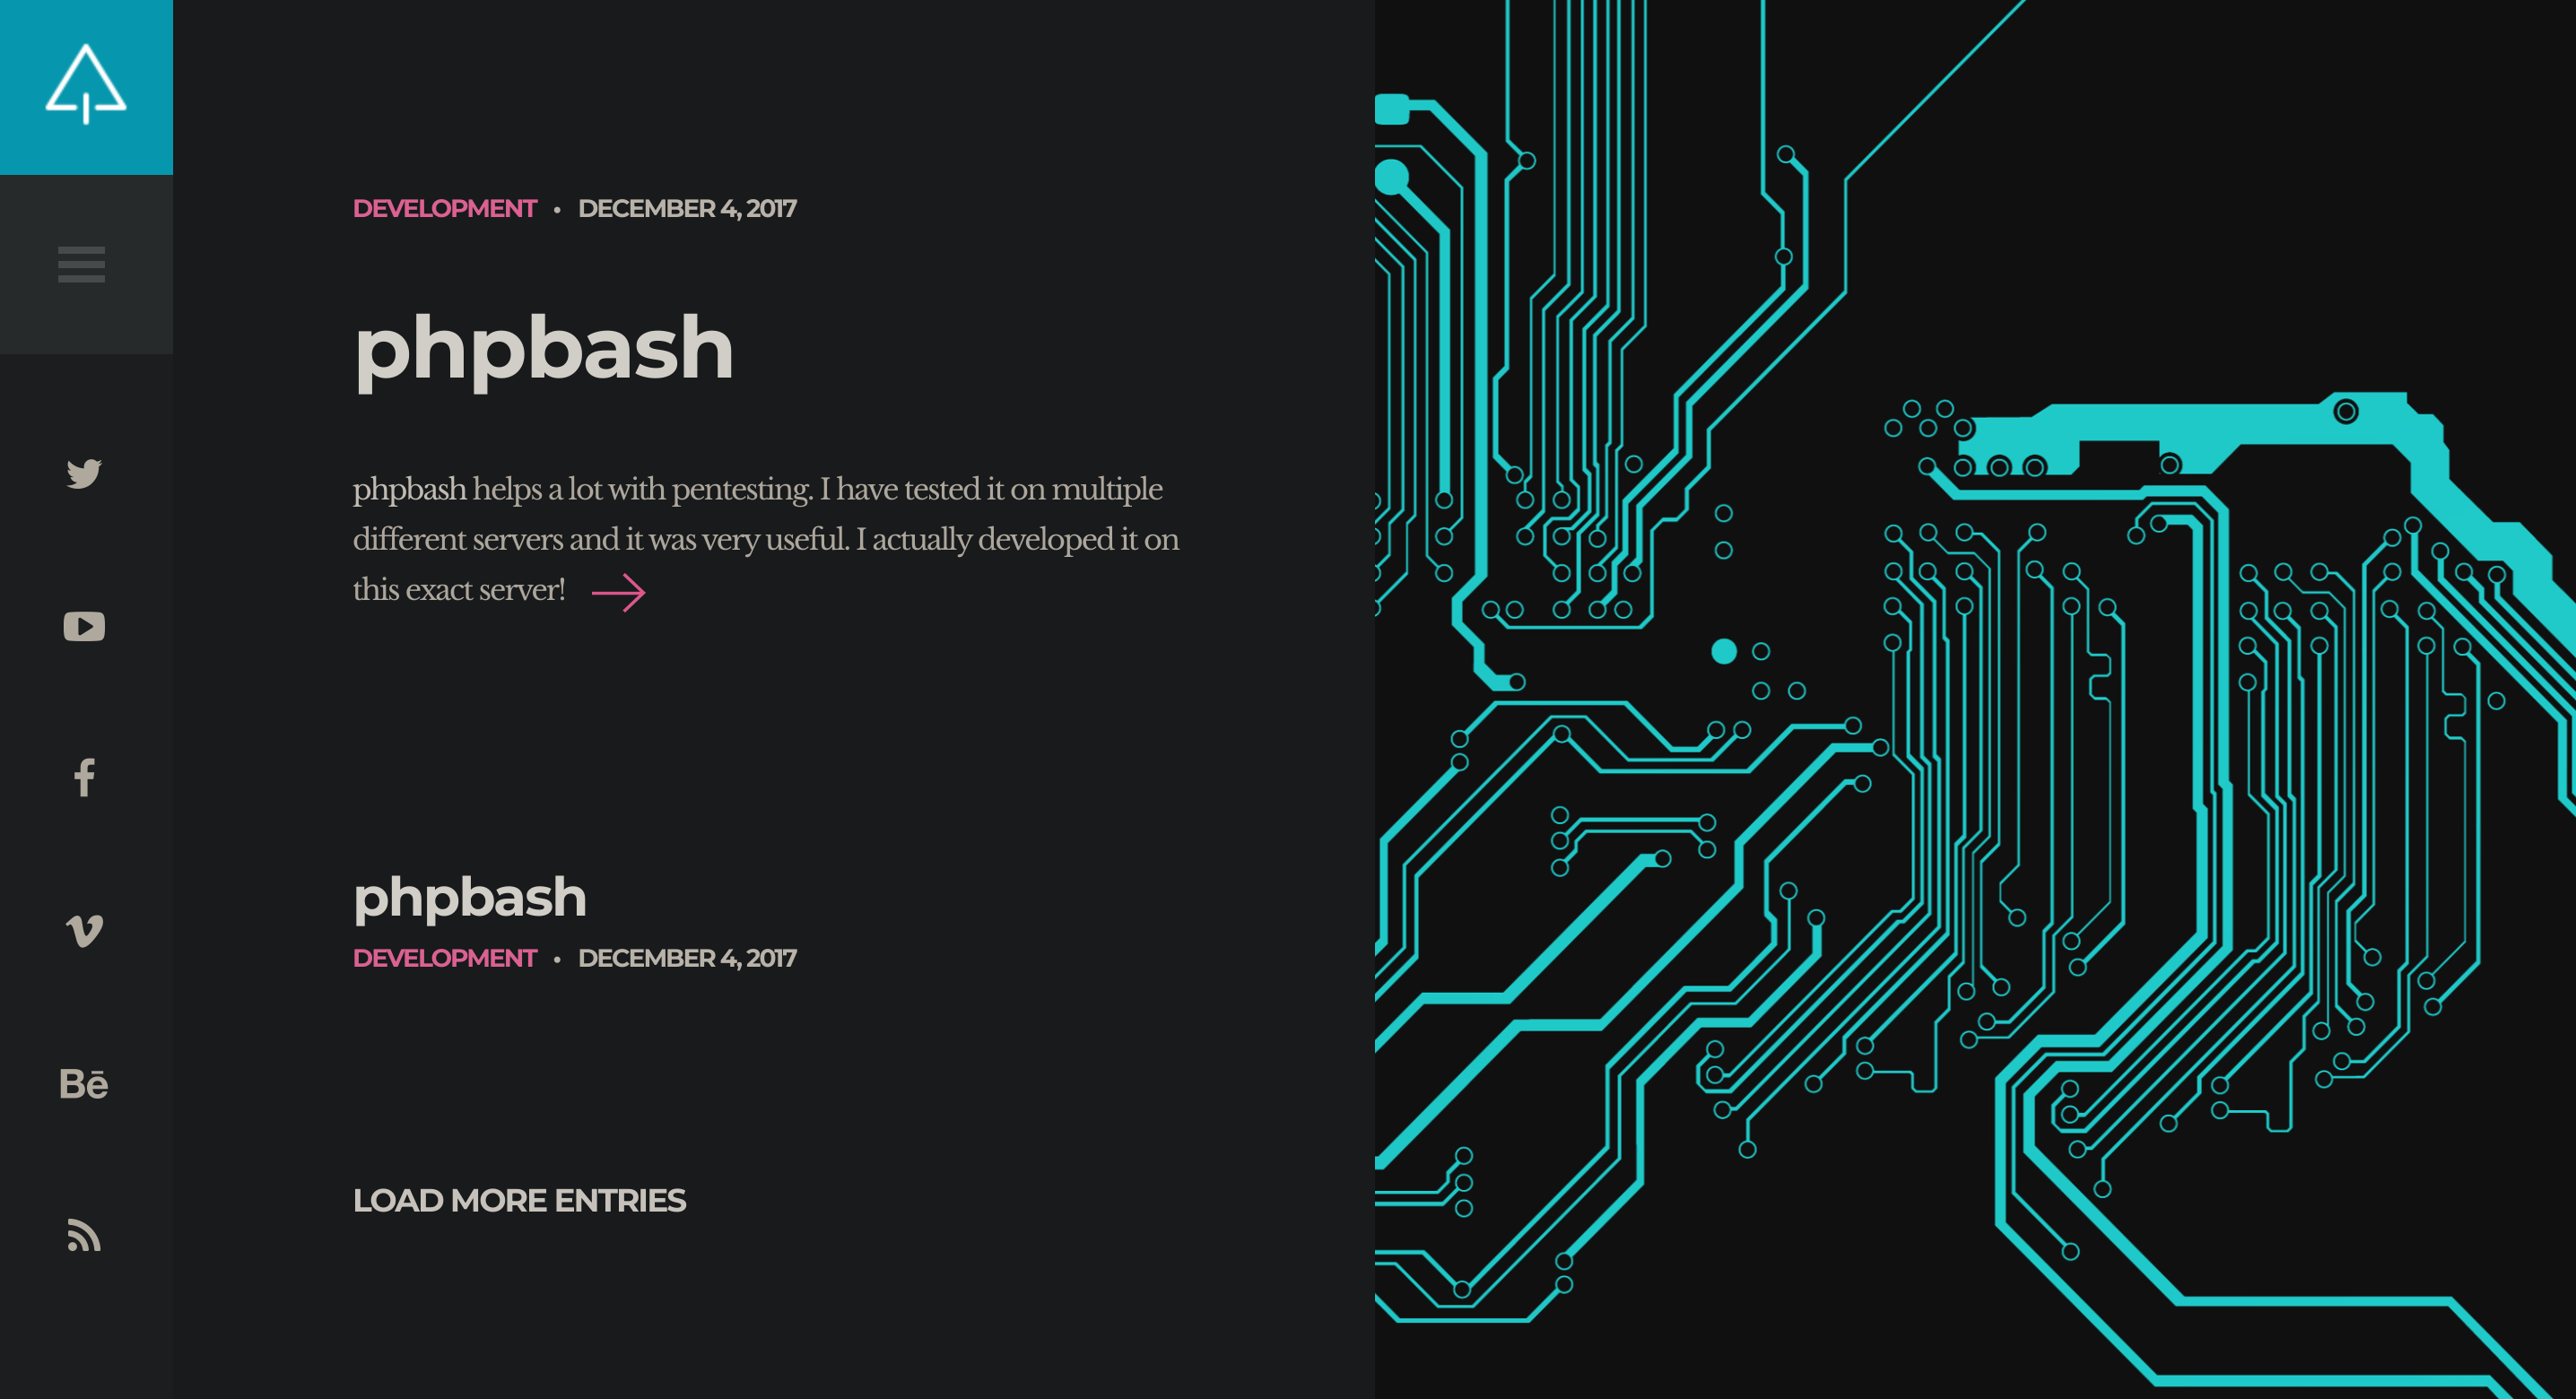 DEVELOPMENT • DECEMBER 4, 2017
phpbash
phpbash helps a lot with pentesting. I have tested it on multiple
different servers and it was very useful. I actually developed it on
this exact server!
phpbash
DEVELOPMENT • DECEMBER 4, 2017
Bē
LOAD MORE ENTRIES